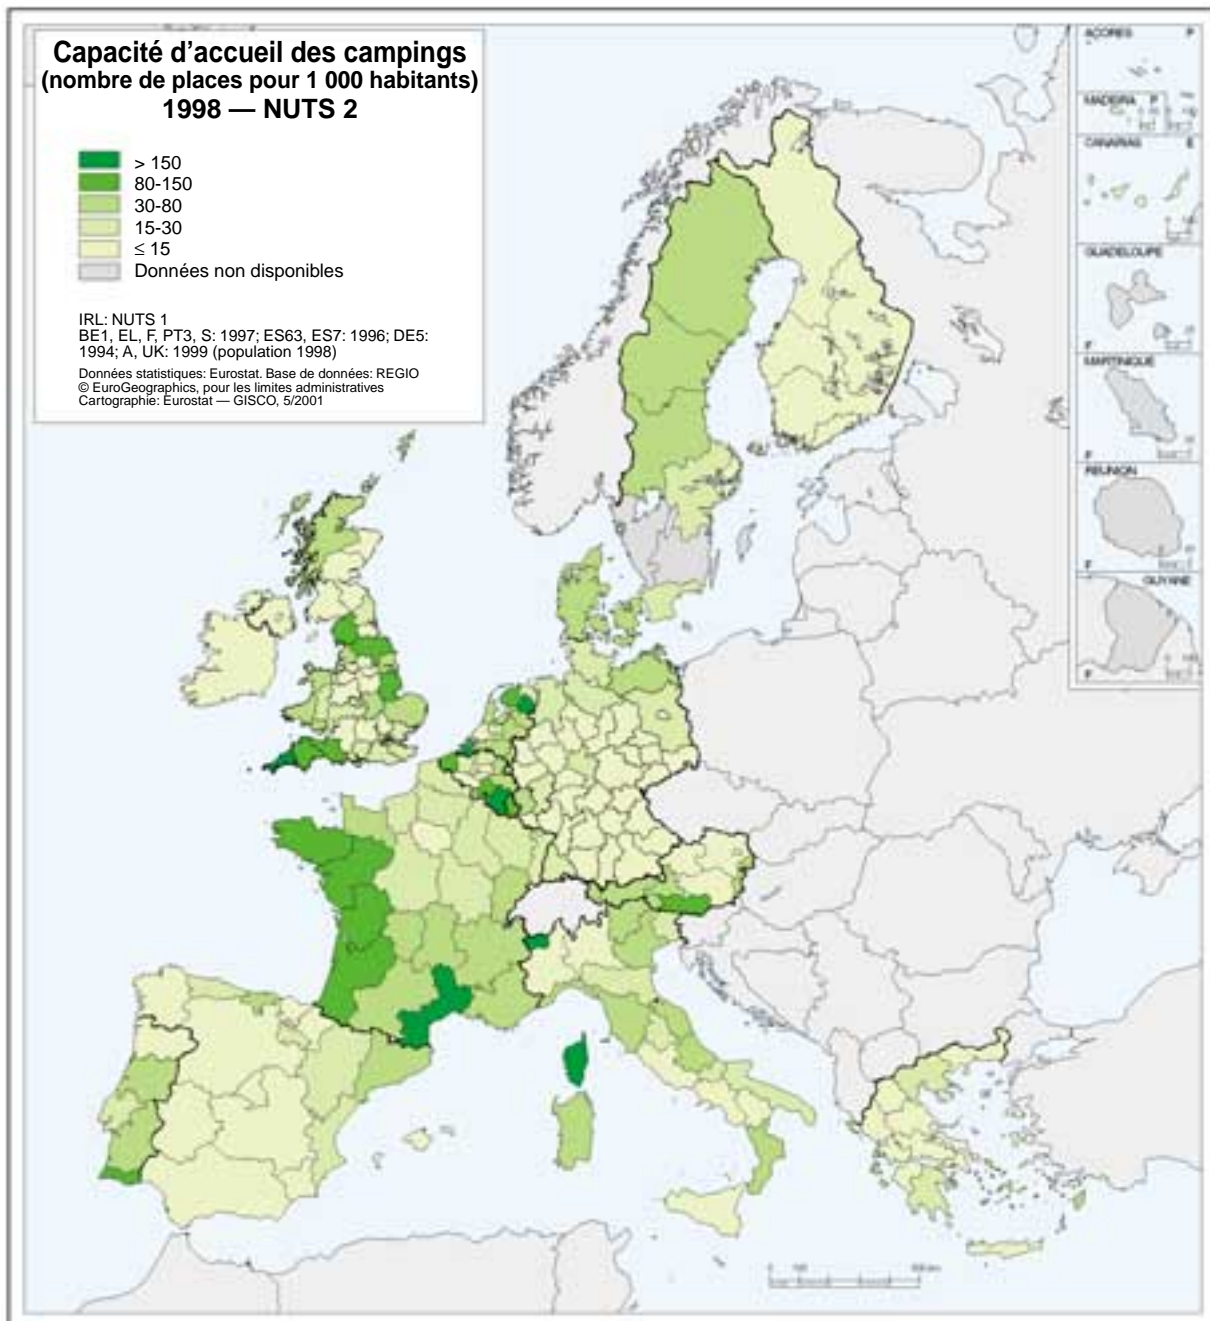 Capacité d'accueil des campings
(nombre de places pour 1 000 habitants)
1998 — NUTS 2
> 150
80-150
30-80
15-30
≤ 15
Données non disponibles
IRL: NUTS 1
BE1, EL, F, PT3, S: 1997; ES63, ES7: 1996; DE5:
1994; A, UK: 1999 (population 1998)
Données statistiques: Eurostat. Base de données: REGIO
© EuroGeographics, pour les limites administratives
Cartographie: Eurostat — GISCO, 5/2001
AÇORES P
MADEIRA P
CANARIAS E
GUADELOUPE
F
MARTINIQUE
F
RÉUNION
F
GUYANE
F